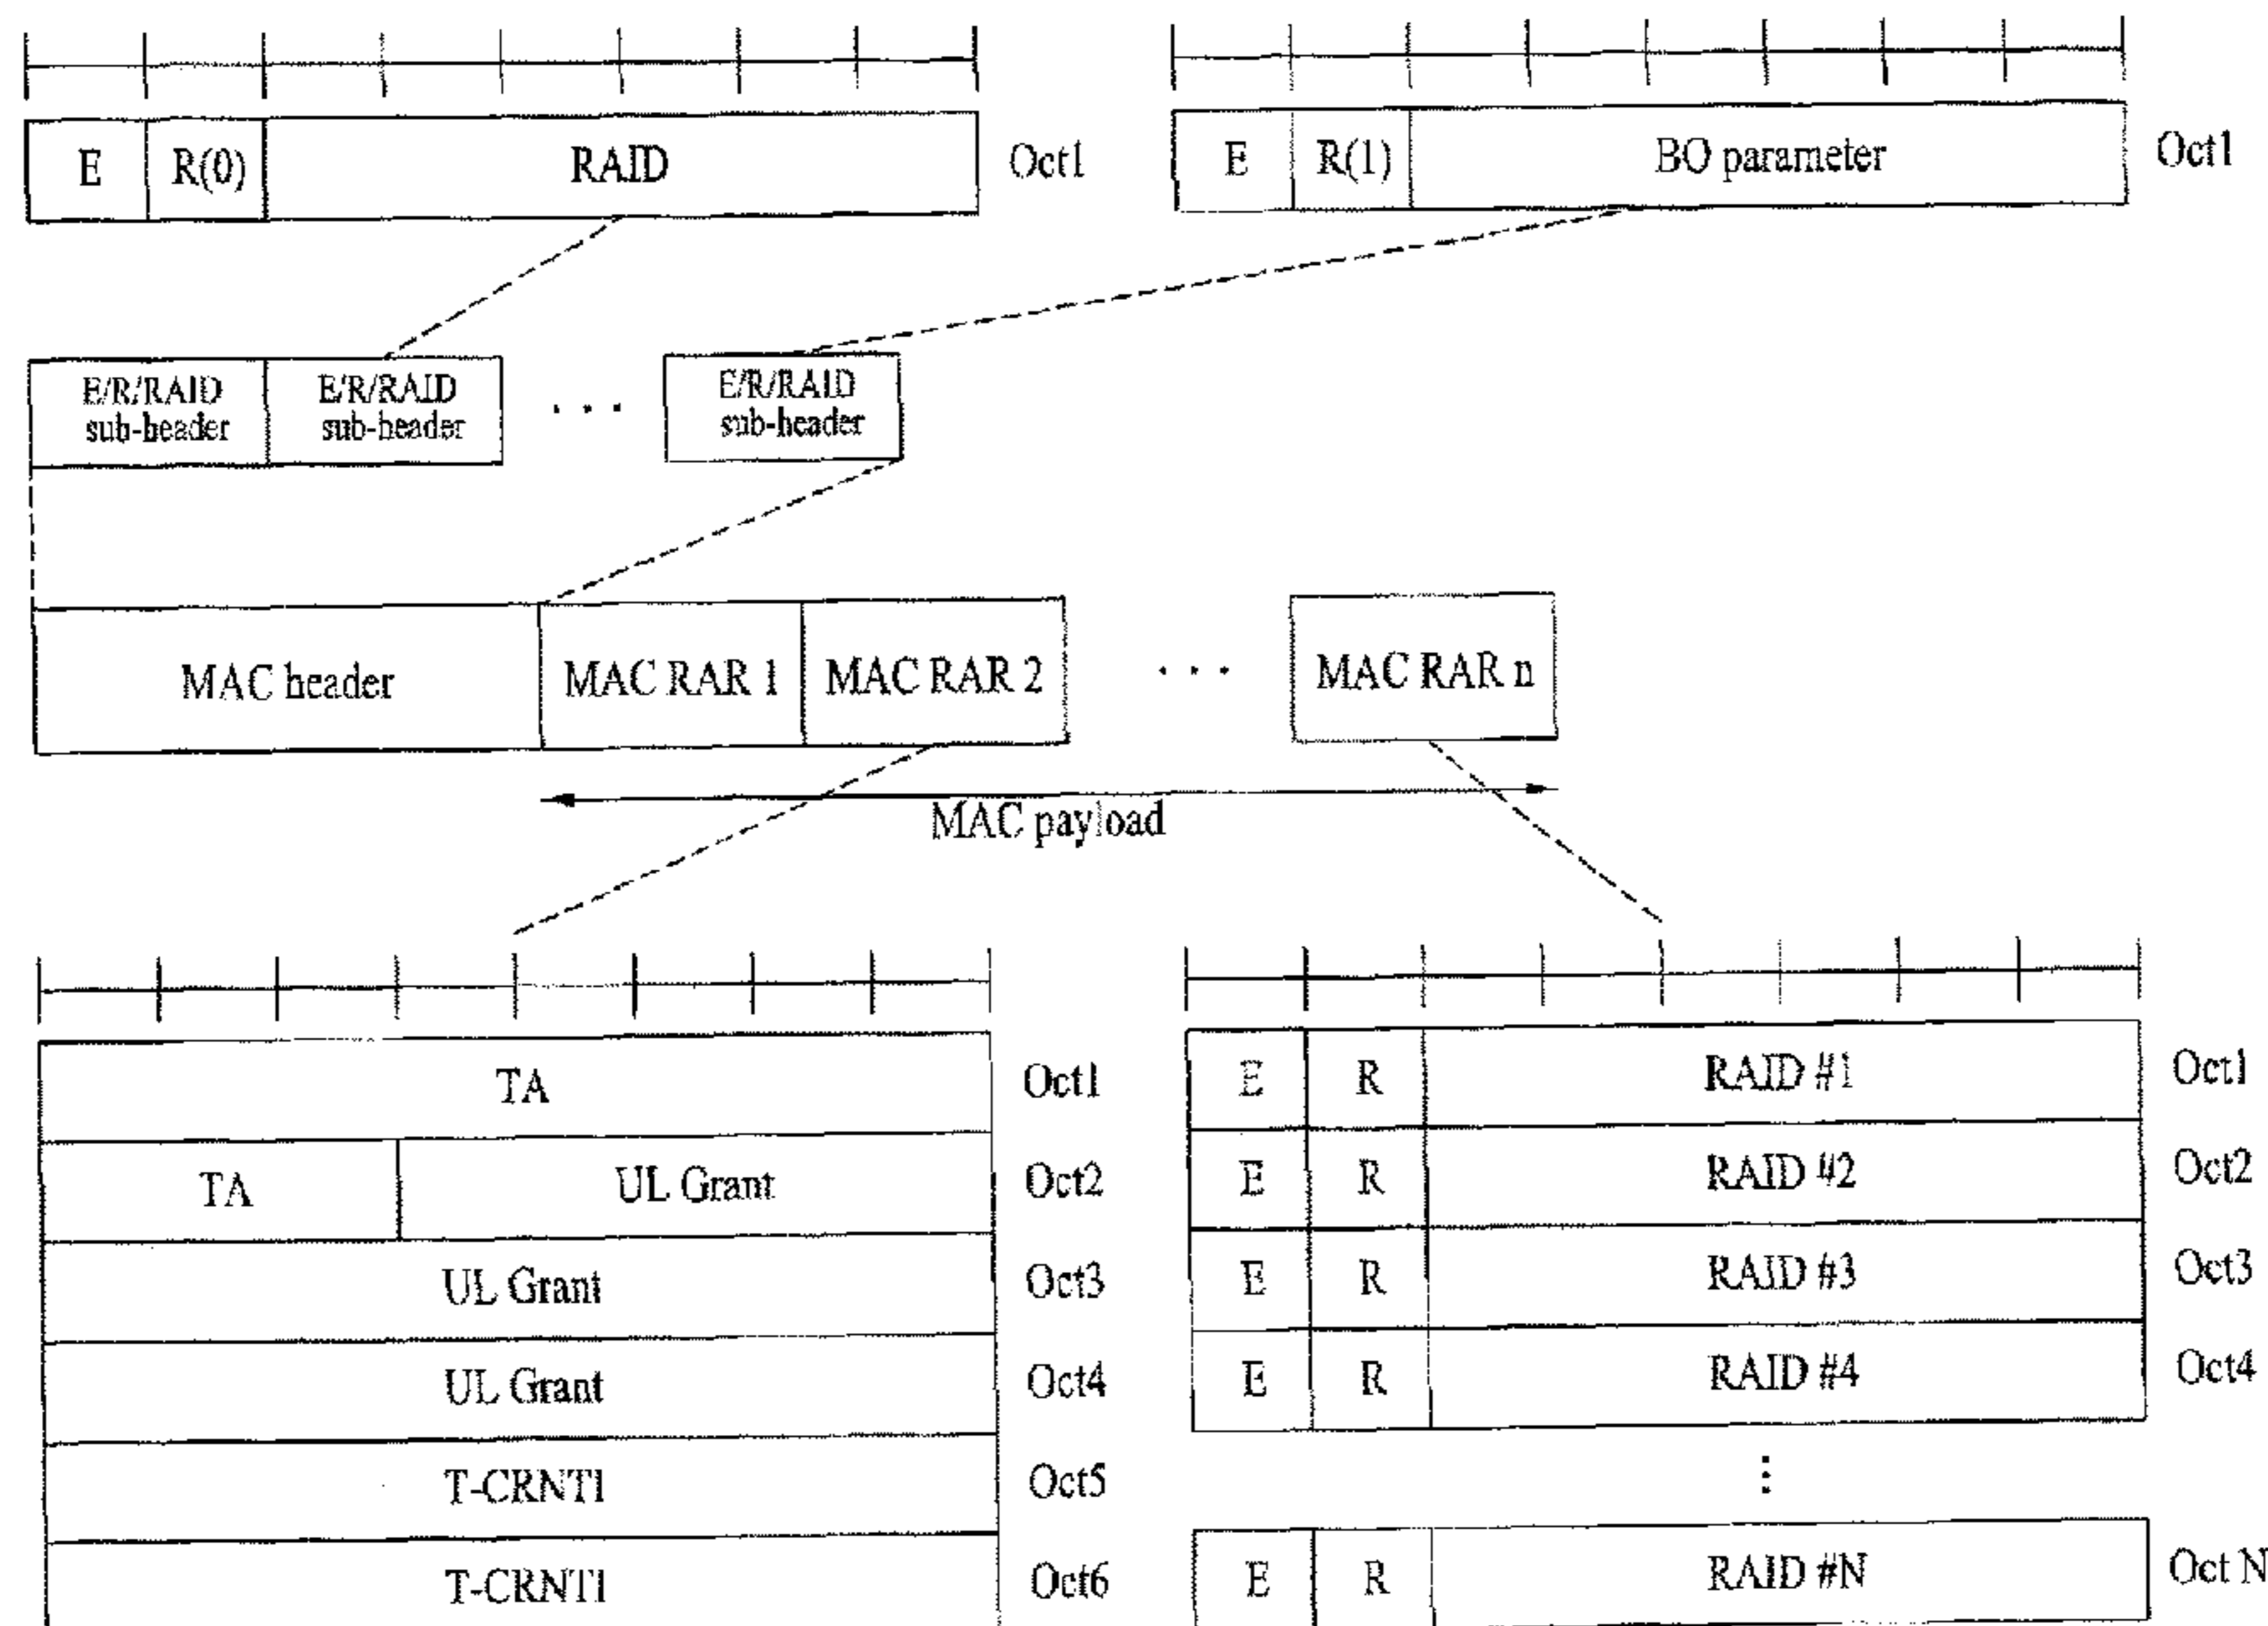 E R(0) RAID Oct1
E R(1) BO parameter Oct1
E/R/RAID sub-header
E/R/RAID sub-header
· · ·
E/R/RAID sub-header
MAC header MAC RAR 1 MAC RAR 2 · · · MAC RAR n
MAC payload
TA Oct1
TA UL Grant Oct2
UL Grant Oct3
UL Grant Oct4
T-CRNTI Oct5
T-CRNTI Oct6
E R RAID #1 Oct1
E R RAID #2 Oct2
E R RAID #3 Oct3
E R RAID #4 Oct4
⋮
E R RAID #N Oct N